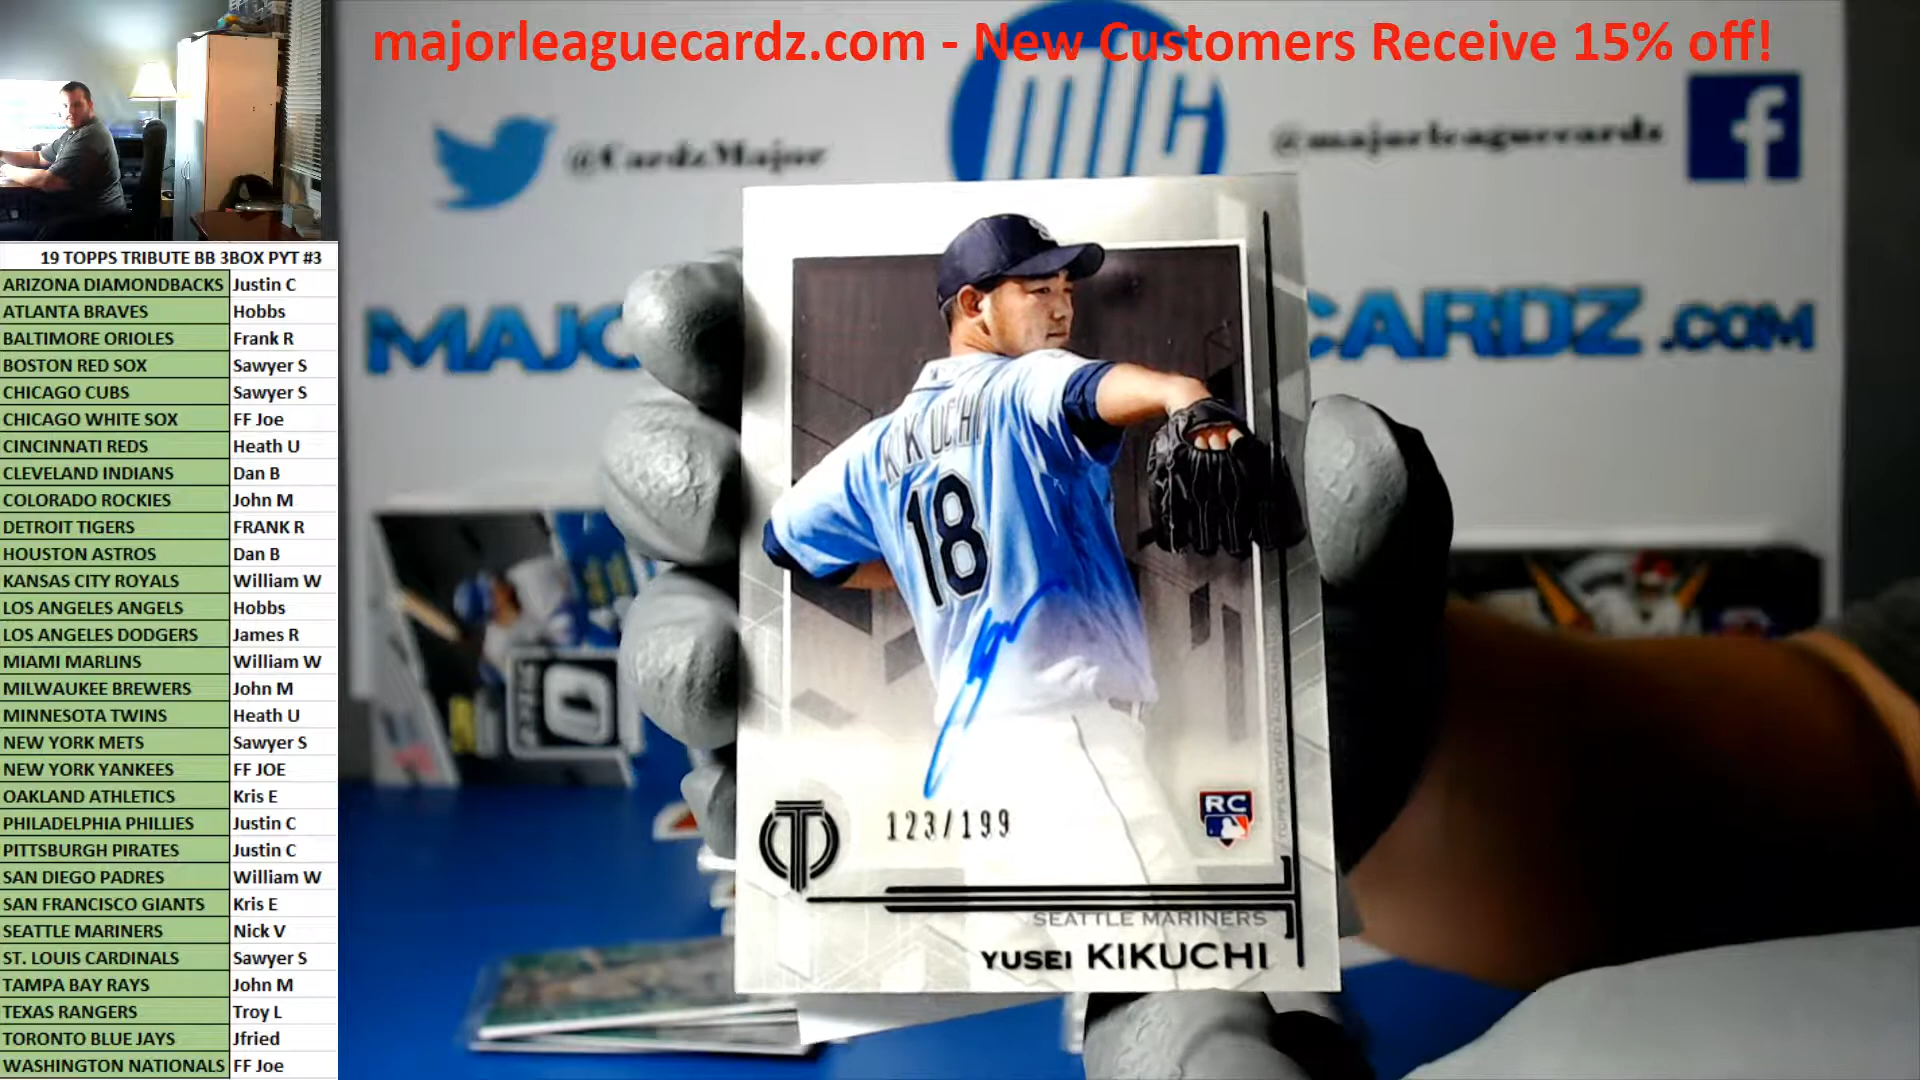 majorleaguecardz.com - New Customers Receive 15% off!
@CardzMajor
@majorleaguecardz
CARDZ.COM
19 TOPPS TRIBUTE BB 3BOX PYT #3
ARIZONA DIAMONDBACKS Justin C
ATLANTA BRAVES Hobbs
BALTIMORE ORIOLES Frank R
BOSTON RED SOX Sawyer S
CHICAGO CUBS Sawyer S
CHICAGO WHITE SOX FF Joe
CINCINNATI REDS Heath U
CLEVELAND INDIANS Dan B
COLORADO ROCKIES John M
DETROIT TIGERS FRANK R
HOUSTON ASTROS Dan B
KANSAS CITY ROYALS William W
LOS ANGELES ANGELS Hobbs
LOS ANGELES DODGERS James R
MIAMI MARLINS William W
MILWAUKEE BREWERS John M
MINNESOTA TWINS Heath U
NEW YORK METS Sawyer S
NEW YORK YANKEES FF JOE
OAKLAND ATHLETICS Kris E
PHILADELPHIA PHILLIES Justin C
PITTSBURGH PIRATES Justin C
SAN DIEGO PADRES William W
SAN FRANCISCO GIANTS Kris E
SEATTLE MARINERS Nick V
ST. LOUIS CARDINALS Sawyer S
TAMPA BAY RAYS John M
TEXAS RANGERS Troy L
TORONTO BLUE JAYS Jfried
WASHINGTON NATIONALS FF Joe
KIKUCHI
18
123/199
RC
SEATTLE MARINERS
YUSEI KIKUCHI